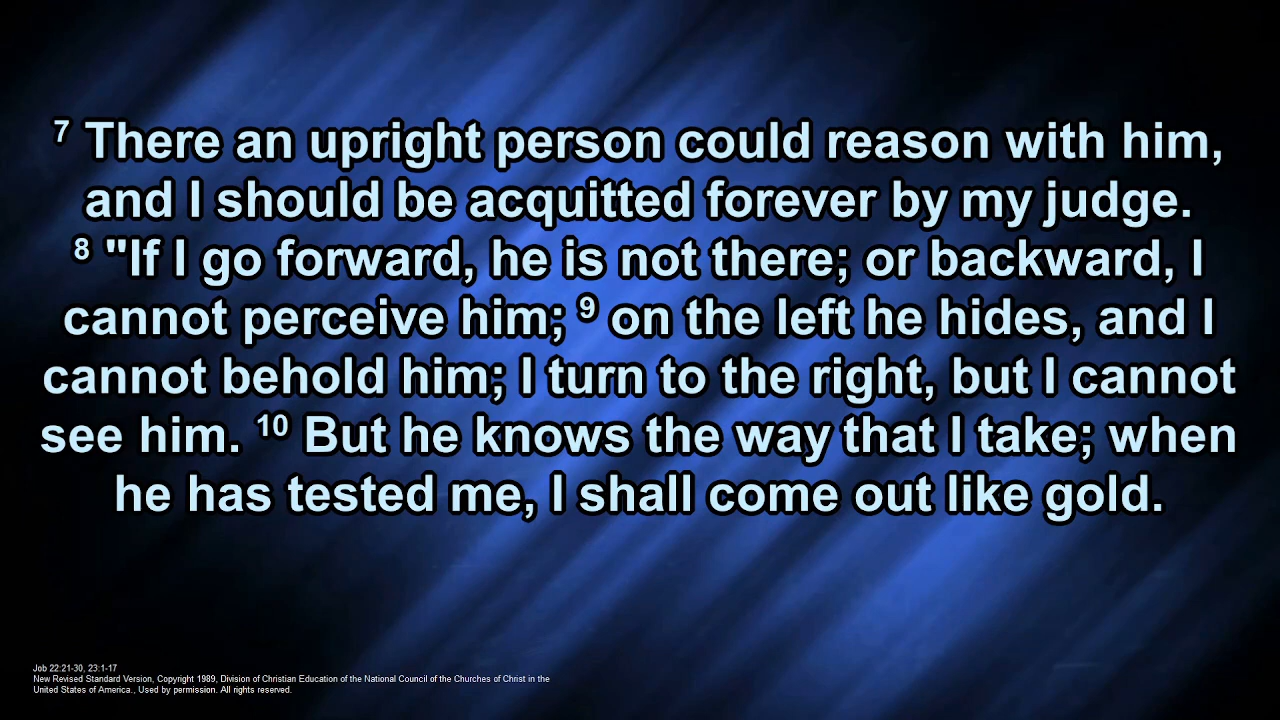 7 There an upright person could reason with him,
and I should be acquitted forever by my judge.
8 "If I go forward, he is not there; or backward, I
cannot perceive him; 9 on the left he hides, and I
cannot behold him; I turn to the right, but I cannot
see him. 10 But he knows the way that I take; when
he has tested me, I shall come out like gold.
Job 22:21-30, 23:1-17
New Revised Standard Version, Copyright 1989, Division of Christian Education of the National Council of the Churches of Christ in the
United States of America., Used by permission. All rights reserved.